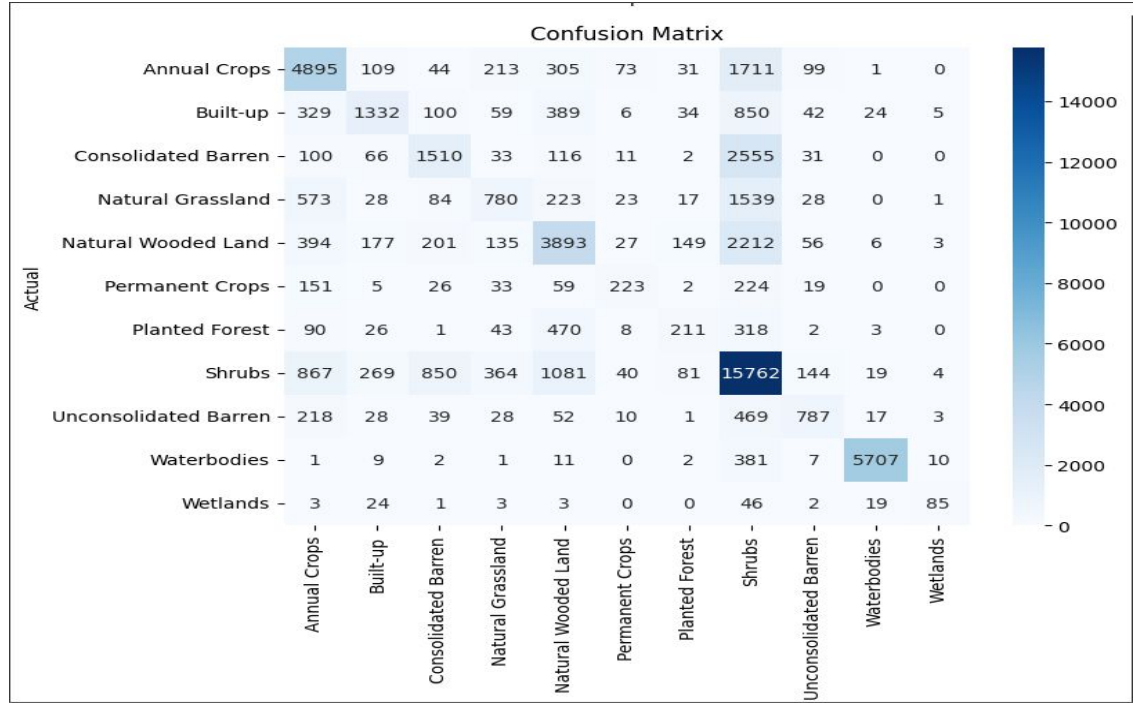 Confusion Matrix
Annual Crops 4895 109 44 213 305 73 31 1711 99 1 0
Built-up 329 1332 100 59 389 6 34 850 42 24 5
Consolidated Barren 100 66 1510 33 116 11 2 2555 31 0 0
Natural Grassland 573 28 84 780 223 23 17 1539 28 0 1
Natural Wooded Land 394 177 201 135 3893 27 149 2212 56 6 3
Permanent Crops 151 5 26 33 59 223 2 224 19 0 0
Planted Forest 90 26 1 43 470 8 211 318 2 3 0
Shrubs 867 269 850 364 1081 40 81 15762 144 19 4
Unconsolidated Barren 218 28 39 28 52 10 1 469 787 17 3
Waterbodies 1 9 2 1 11 0 2 381 7 5707 10
Wetlands 3 24 1 3 3 0 0 46 2 19 85
Actual
Annual Crops
Built-up
Consolidated Barren
Natural Grassland
Natural Wooded Land
Permanent Crops
Planted Forest
Shrubs
Unconsolidated Barren
Waterbodies
Wetlands
14000
12000
10000
8000
6000
4000
2000
0